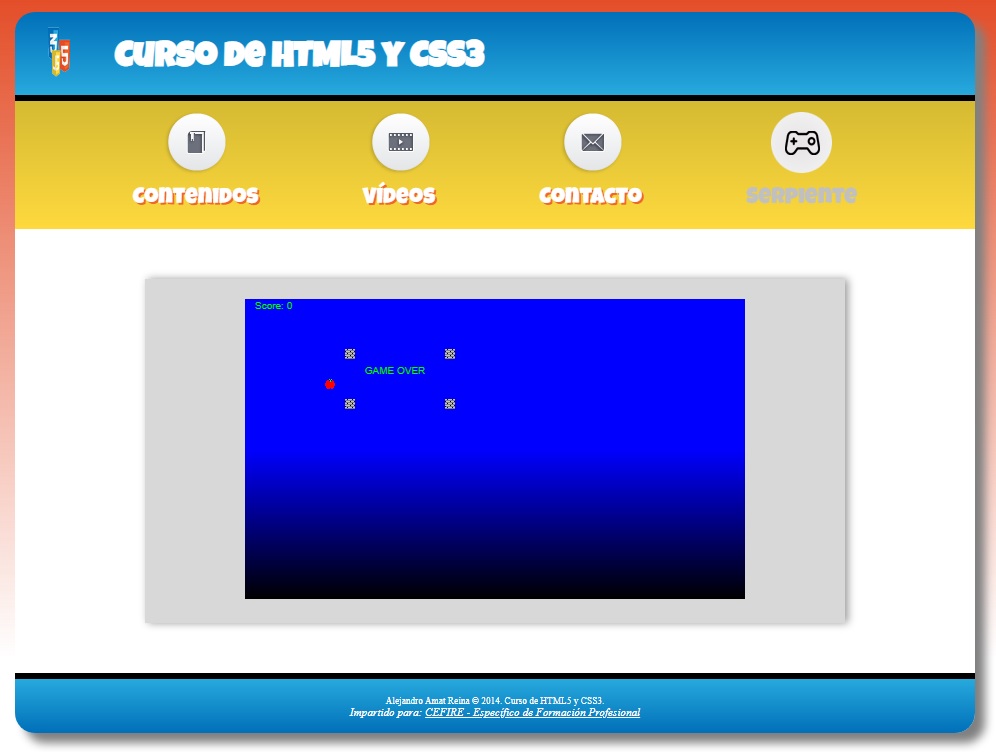 CURSO DE HTML5 Y CSS3
CONTENIDOS
VÍDEOS
CONTACTO
SERPIENTE
Score: 0
GAME OVER
Alejandro Amat Reina © 2014. Curso de HTML5 y CSS3.
Impartido para: CEFIRE - Específico de Formación Profesional